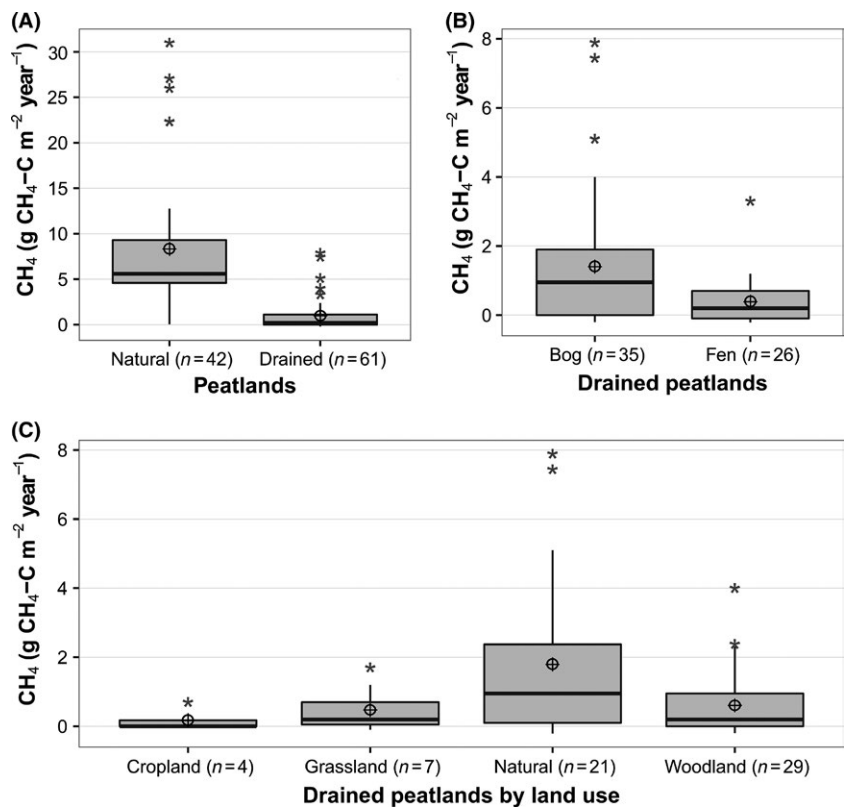 (A)
CH₄ (g CH₄–C m⁻² year⁻¹)
30
25
20
15
10
5
0
Natural (n=42)
Drained (n=61)
Peatlands
(B)
CH₄ (g CH₄–C m⁻² year⁻¹)
8
6
4
2
0
Bog (n=35)
Fen (n=26)
Drained peatlands
(C)
CH₄ (g CH₄–C m⁻² year⁻¹)
8
6
4
2
0
Cropland (n=4)
Grassland (n=7)
Natural (n=21)
Woodland (n=29)
Drained peatlands by land use